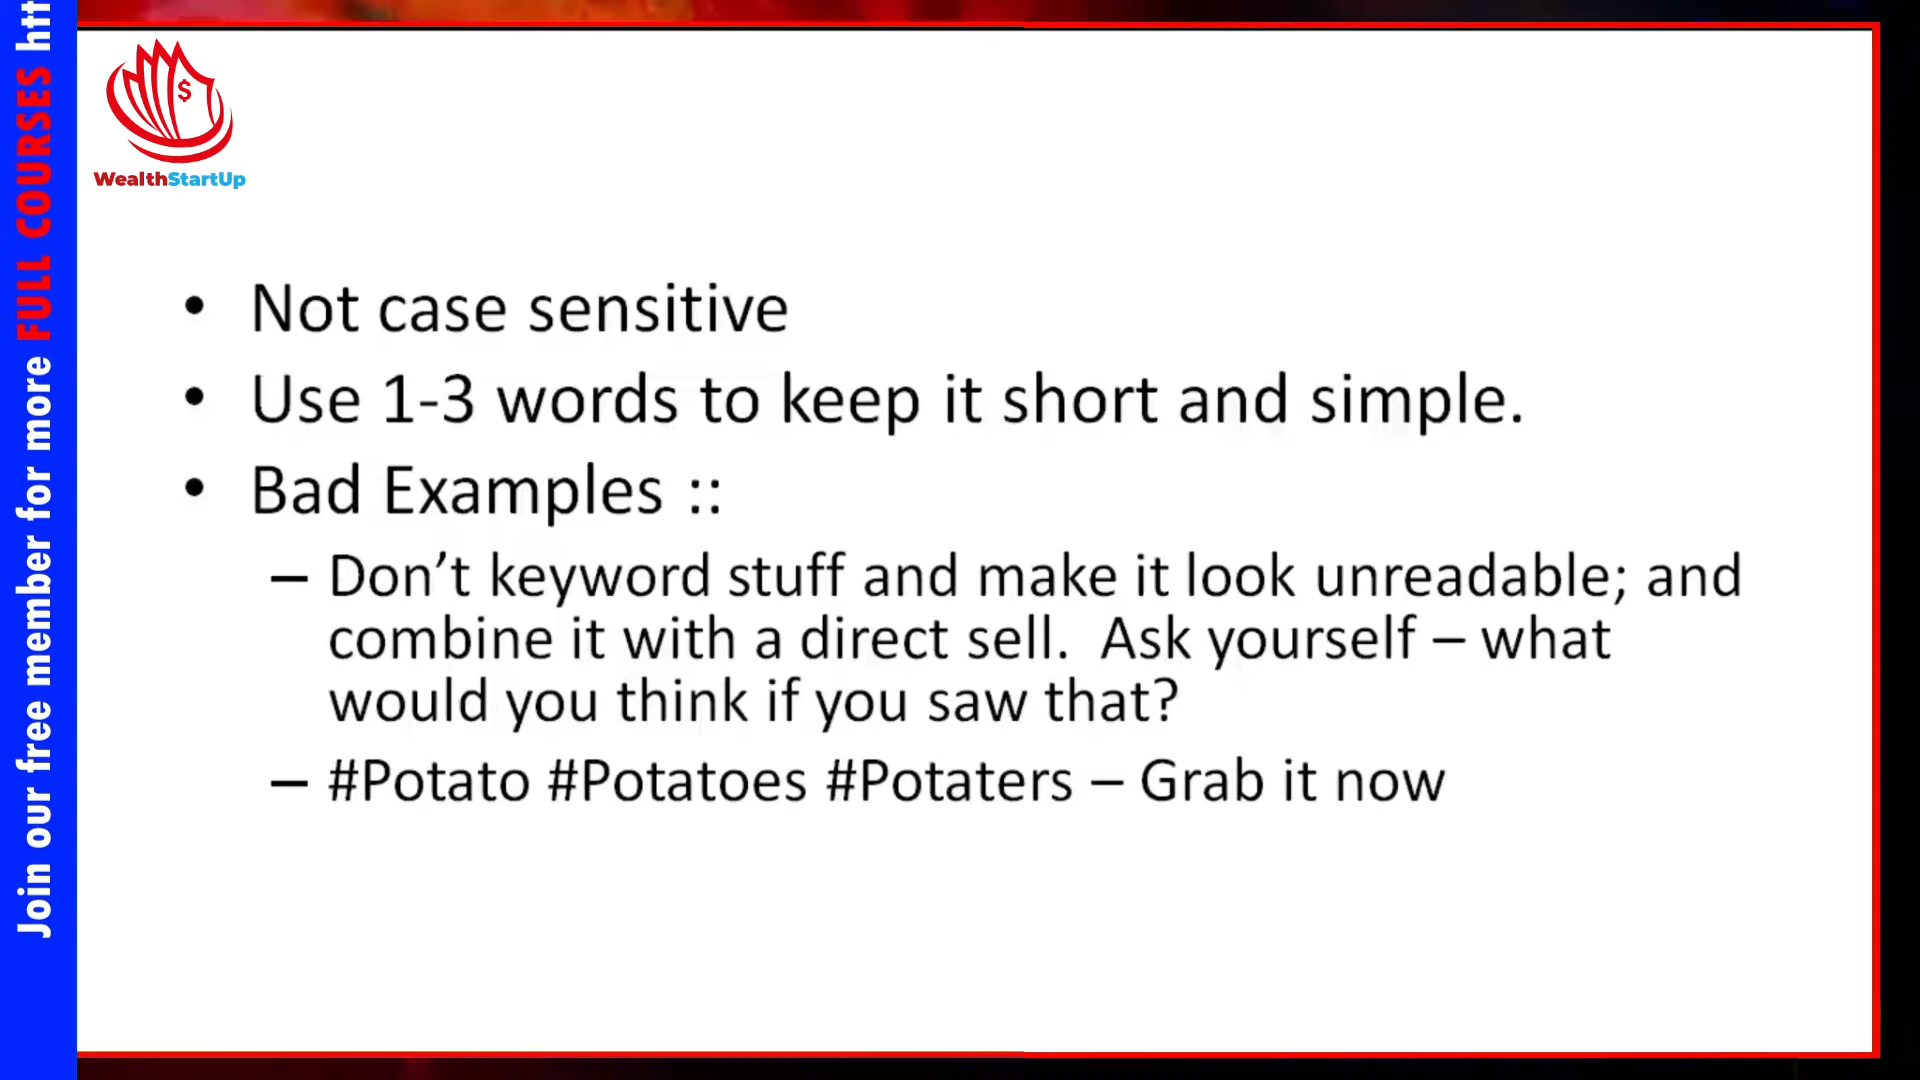 Join our free member for more FULL COURSES htt
$
WealthStartUp
• Not case sensitive
• Use 1-3 words to keep it short and simple.
• Bad Examples ::
– Don’t keyword stuff and make it look unreadable; and
combine it with a direct sell.  Ask yourself – what
would you think if you saw that?
– #Potato #Potatoes #Potaters – Grab it now